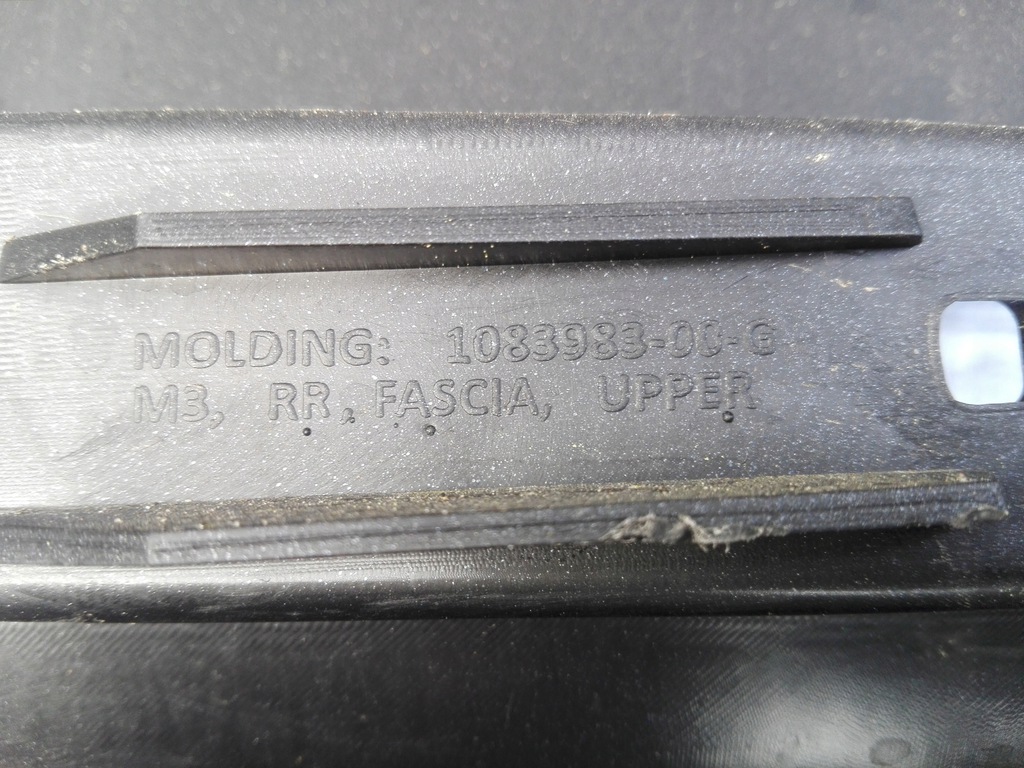 MOLDING: 1083983-00-G
M3, RR, FASCIA, UPPER